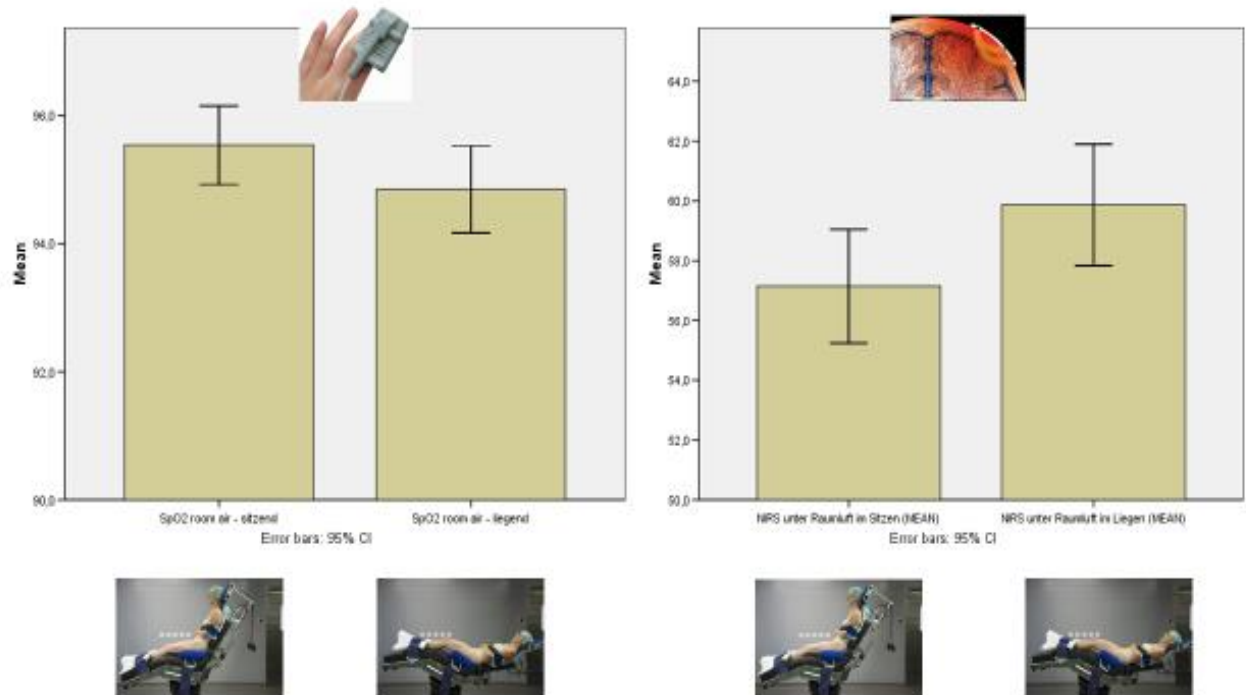 96,0
94,0
92,0
90,0
Mean
SpO2 room air - sitzend
SpO2 room air - liegend
Error bars: 95% CI
64,0
62,0
60,0
58,0
56,0
54,0
52,0
50,0
Mean
NIRS unter Raumluft im Sitzen (MEAN)
NIRS unter Raumluft im Liegen (MEAN)
Error bars: 95% CI